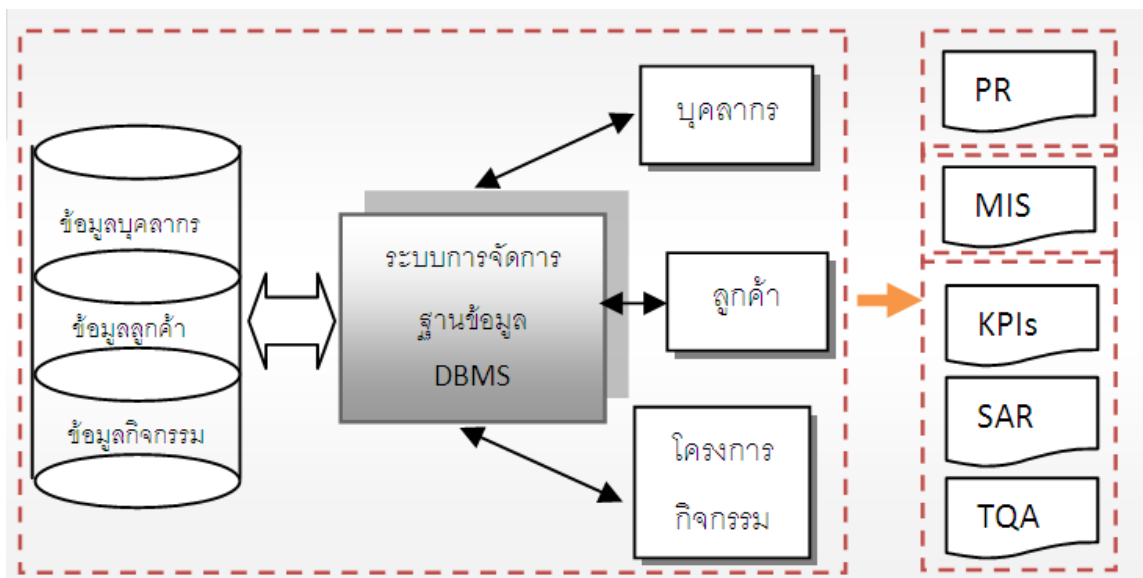 ข้อมูลบุคลากร
ข้อมูลลูกค้า
ข้อมูลกิจกรรม
ระบบการจัดการ
ฐานข้อมูล
DBMS
บุคลากร
ลูกค้า
โครงการ
กิจกรรม
PR
MIS
KPIs
SAR
TQA